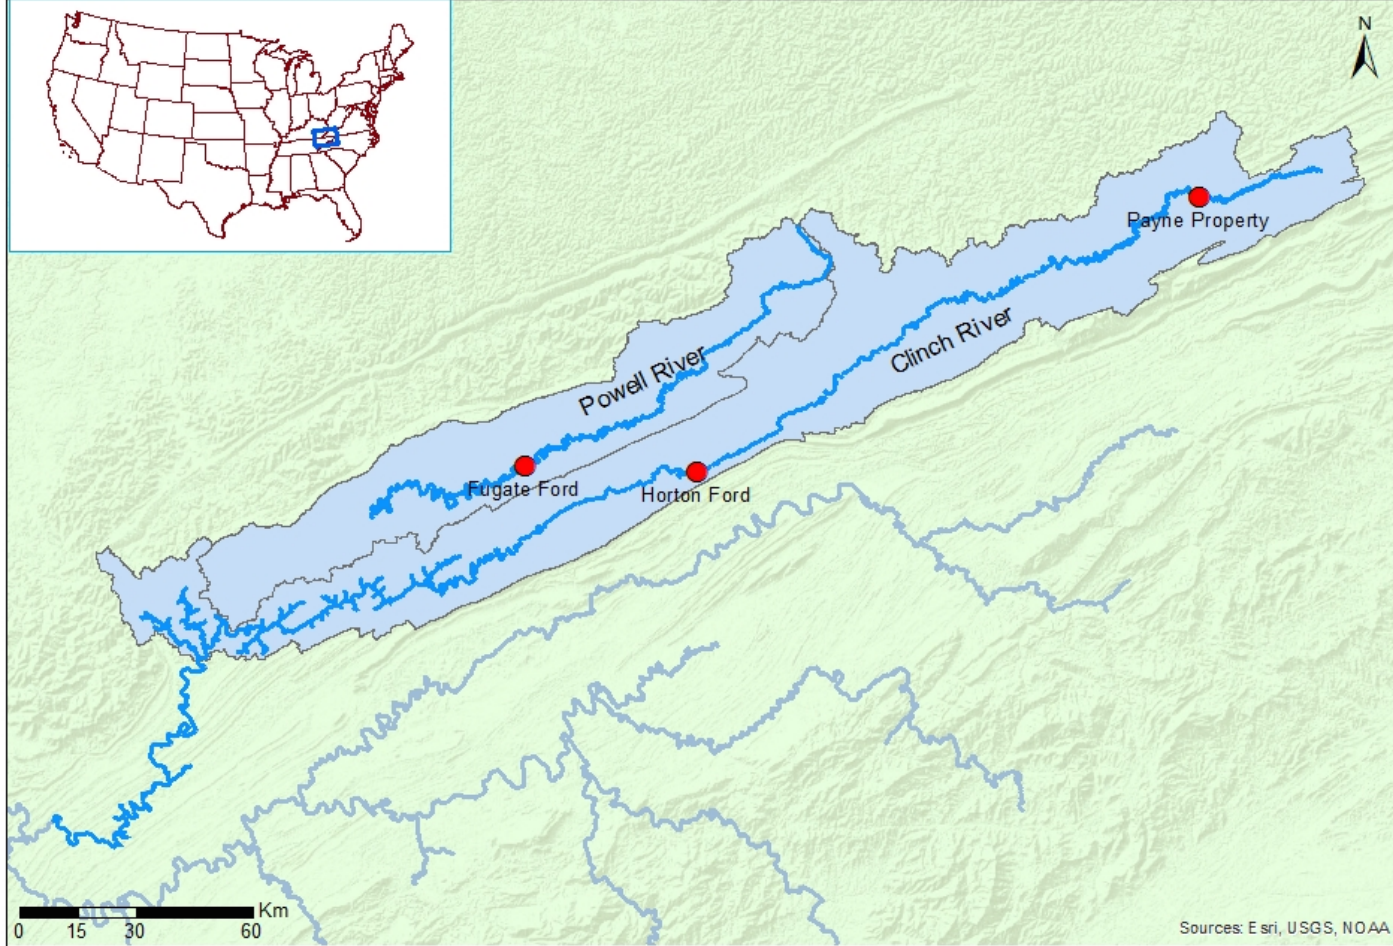 N
Payne Property
Powell River
Clinch River
Fugate Ford
Horton Ford
Km
0 15 30 60
Sources: Esri, USGS, NOAA